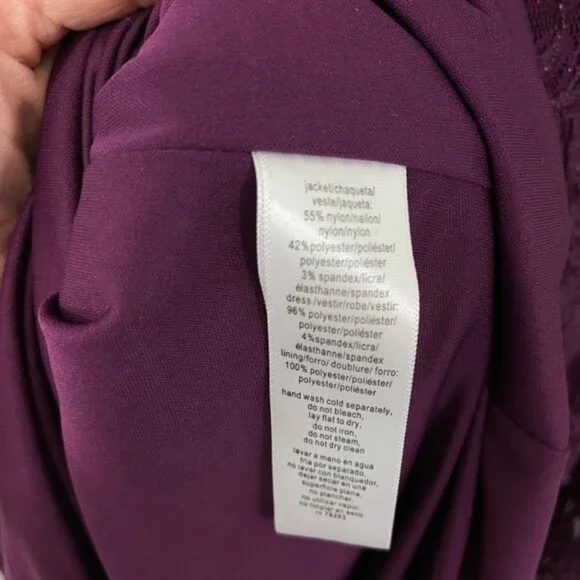 jacket/chaqueta/
veste/jaqueta:
55% nylon/nailon/
nylon/nylon
42%polyester/poliéster/
polyester/poliéster
3% spandex/licra/
élasthanne/spandex
dress/vestir/robe/vestir:
96% polyester/poliéster/
polyester/poliéster
4%spandex/licra/
élasthanne/spandex
lining/forro/ doublure/ forro:
100% polyester/poliéster/
polyester/poliéster
hand wash cold separately,
do not bleach,
lay flat to dry,
do not iron,
do not steam,
do not dry clean
lavar a mano en agua
fria por separado,
no lavar con blanqueador,
dejar secar en una
superficie plana,
no planchar,
no utilizar vapor,
no limpiar en seco